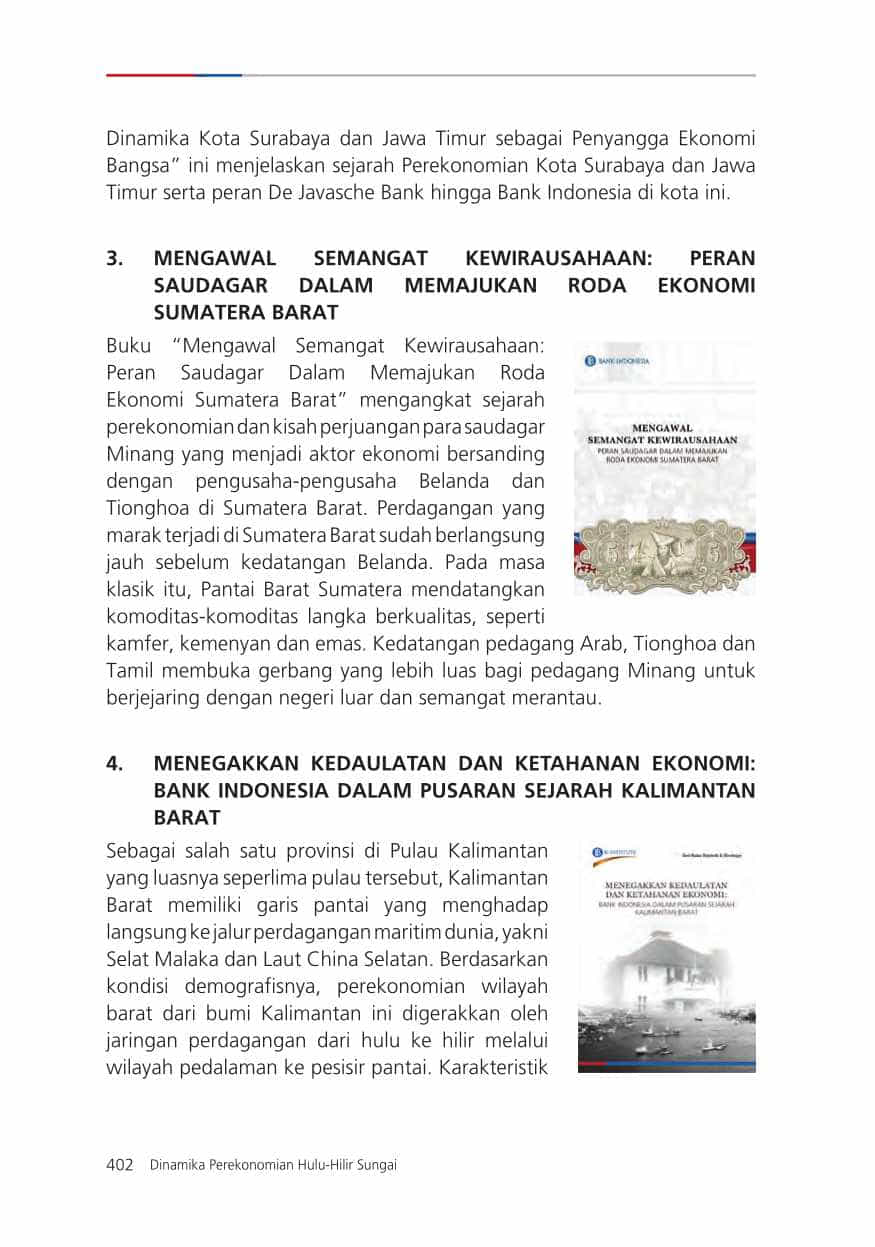 Dinamika Kota Surabaya dan Jawa Timur sebagai Penyangga Ekonomi
Bangsa” ini menjelaskan sejarah Perekonomian Kota Surabaya dan Jawa
Timur serta peran De Javasche Bank hingga Bank Indonesia di kota ini.
3. MENGAWAL SEMANGAT KEWIRAUSAHAAN: PERAN
SAUDAGAR DALAM MEMAJUKAN RODA EKONOMI
SUMATERA BARAT
Buku “Mengawal Semangat Kewirausahaan:
Peran Saudagar Dalam Memajukan Roda
Ekonomi Sumatera Barat” mengangkat sejarah
perekonomian dan kisah perjuangan para saudagar
Minang yang menjadi aktor ekonomi bersanding
dengan pengusaha-pengusaha Belanda dan
Tionghoa di Sumatera Barat. Perdagangan yang
marak terjadi di Sumatera Barat sudah berlangsung
jauh sebelum kedatangan Belanda. Pada masa
klasik itu, Pantai Barat Sumatera mendatangkan
komoditas-komoditas langka berkualitas, seperti
kamfer, kemenyan dan emas. Kedatangan pedagang Arab, Tionghoa dan
Tamil membuka gerbang yang lebih luas bagi pedagang Minang untuk
berjejaring dengan negeri luar dan semangat merantau.
BANK INDONESIA
MENGAWAL
SEMANGAT KEWIRAUSAHAAN
PERAN SAUDAGAR DALAM MEMAJUKAN
RODA EKONOMI SUMATERA BARAT
5 5
4. MENEGAKKAN KEDAULATAN DAN KETAHANAN EKONOMI:
BANK INDONESIA DALAM PUSARAN SEJARAH KALIMANTAN
BARAT
Sebagai salah satu provinsi di Pulau Kalimantan
yang luasnya seperlima pulau tersebut, Kalimantan
Barat memiliki garis pantai yang menghadap
langsung ke jalur perdagangan maritim dunia, yakni
Selat Malaka dan Laut China Selatan. Berdasarkan
kondisi demografisnya, perekonomian wilayah
barat dari bumi Kalimantan ini digerakkan oleh
jaringan perdagangan dari hulu ke hilir melalui
wilayah pedalaman ke pesisir pantai. Karakteristik
BI INSTITUTE
MENEGAKKAN KEDAULATAN
DAN KETAHANAN EKONOMI:
BANK INDONESIA DALAM PUSARAN SEJARAH
KALIMANTAN BARAT
402 Dinamika Perekonomian Hulu-Hilir Sungai